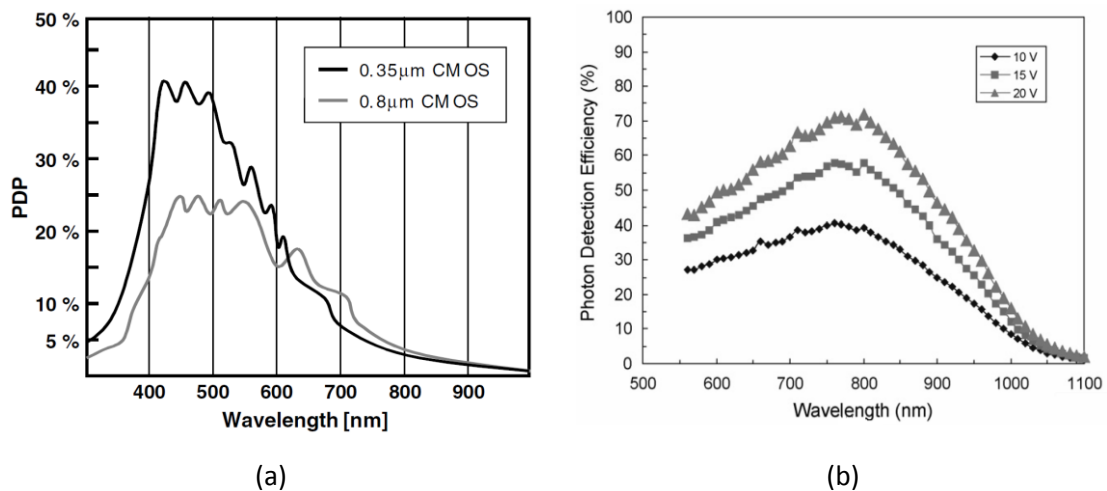 50 %
40 %
30 %
20 %
10 %
5 %
PDP
0.35μm CMOS
0.8μm CMOS
400 500 600 700 800 900
Wavelength [nm]
(a)
100
90
80
70
60
50
40
30
20
10
0
Photon Detection Efficiency (%)
10 V
15 V
20 V
500 600 700 800 900 1000 1100
Wavelength (nm)
(b)